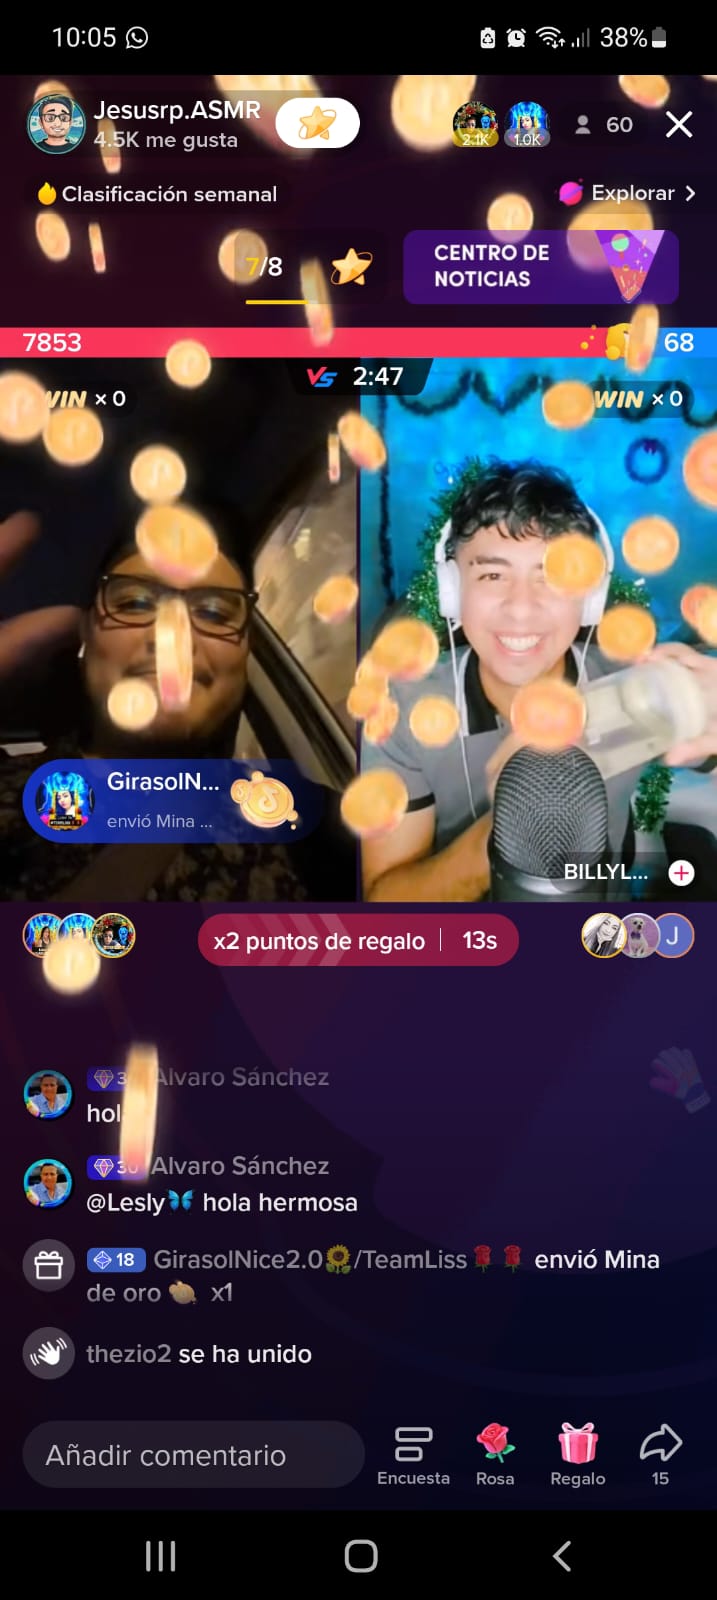 10:05
38%
Jesusrp.ASMR
4.5K me gusta
2.1K
1.0K
60
Clasificación semanal
Explorar
7/8
CENTRO DE
NOTICIAS
7853
68
VS 2:47
WIN × 0
WIN × 0
GirasolN...
envió Mina ...
BILLYL...
x2 puntos de regalo
13s
J
Alvaro Sánchez
30 Alvaro Sánchez
@Lesly🦋 hola hermosa
18 GirasolNice2.0🌻/TeamLiss🌹🌹 envió Mina
de oro x1
thezio2 se ha unido
Añadir comentario
Encuesta
Rosa
Regalo
15